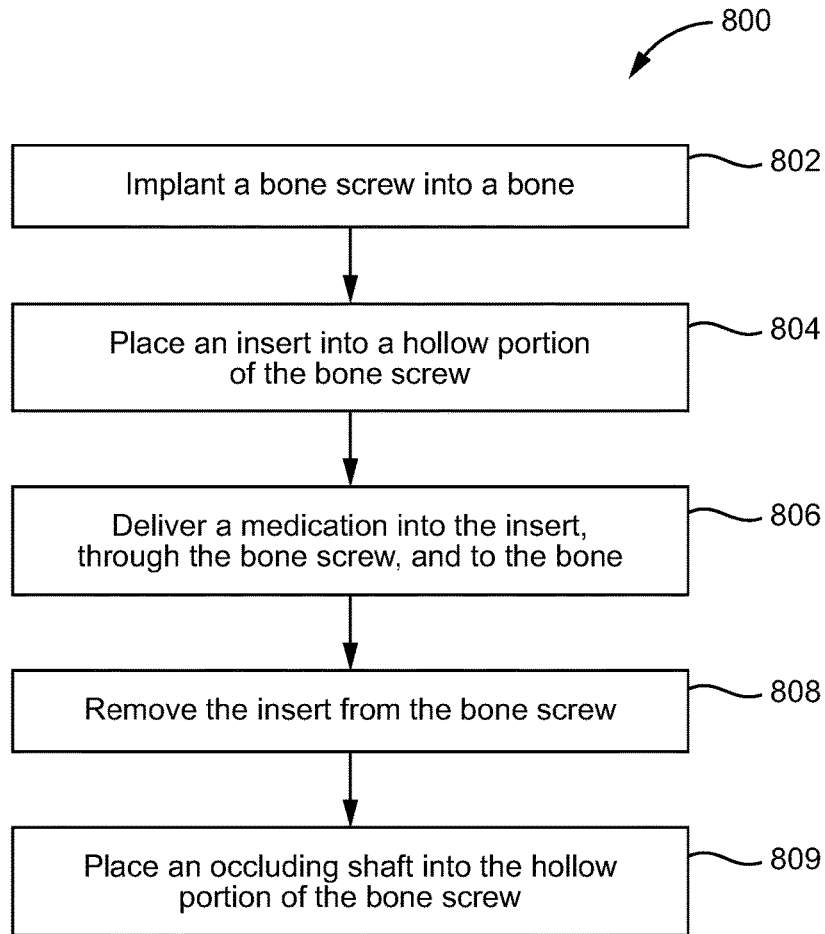 800
Implant a bone screw into a bone
802
Place an insert into a hollow portion
of the bone screw
804
Deliver a medication into the insert,
through the bone screw, and to the bone
806
Remove the insert from the bone screw
808
Place an occluding shaft into the hollow
portion of the bone screw
809